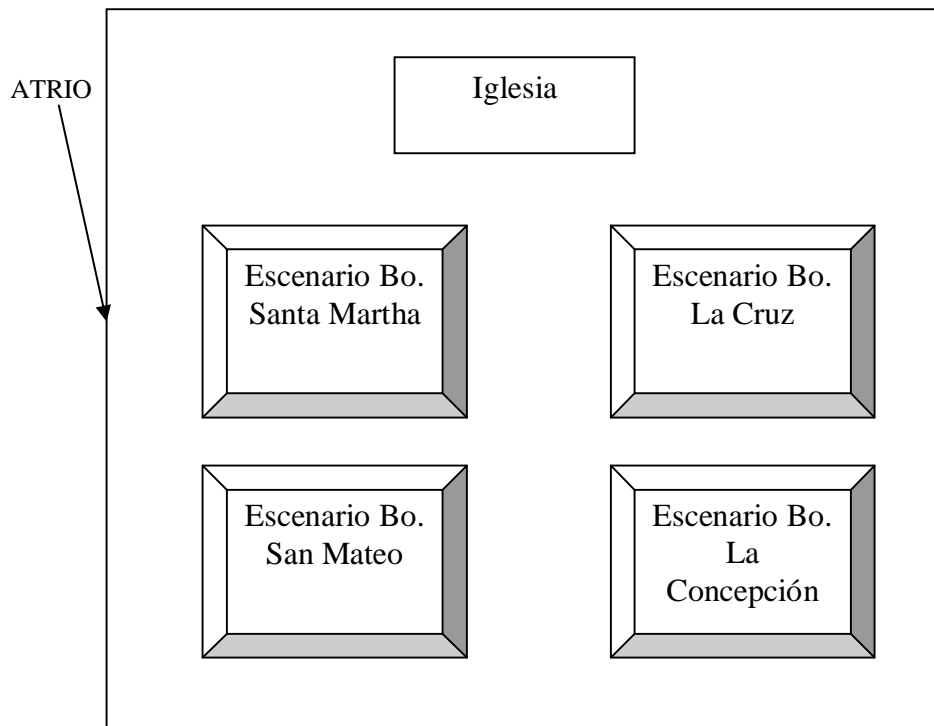 ATRIO
Iglesia
Escenario Bo.
Santa Martha
Escenario Bo.
La Cruz
Escenario Bo.
San Mateo
Escenario Bo.
La
Concepción